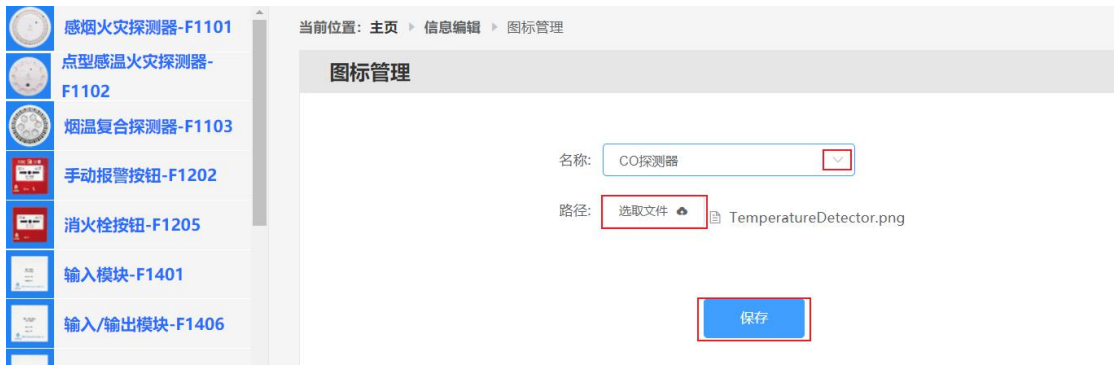 感烟火灾探测器-F1101
点型感温火灾探测器-
F1102
烟温复合探测器-F1103
手动报警按钮-F1202
消火栓按钮-F1205
输入模块-F1401
输入/输出模块-F1406
当前位置：主页 信息编辑 图标管理
图标管理
名称: CO探测器
路径: 选取文件 TemperatureDetector.png
保存